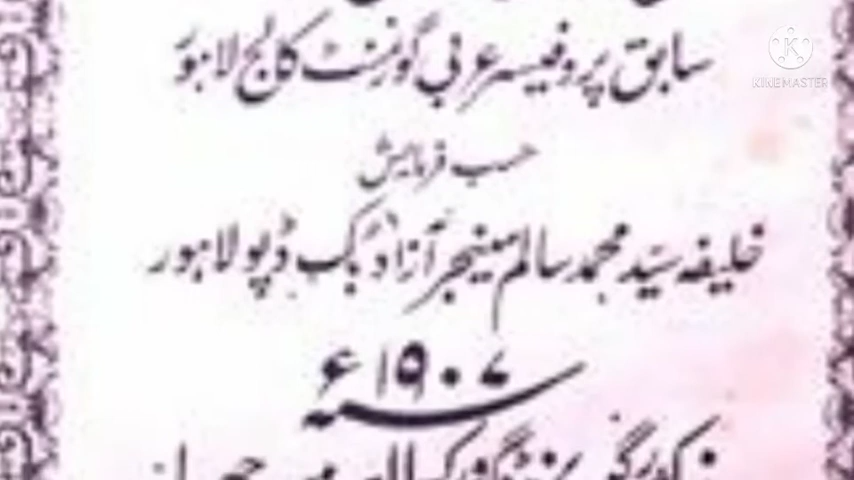 سابق پروفیسر عربی گورنمنٹ کالج لاہور
KINEMASTER
حسب فرمایش
خلیفہ سید محمد سالم مینجر آزاد بک ڈپو لاہور
سنہ ۱۹۰۷ء